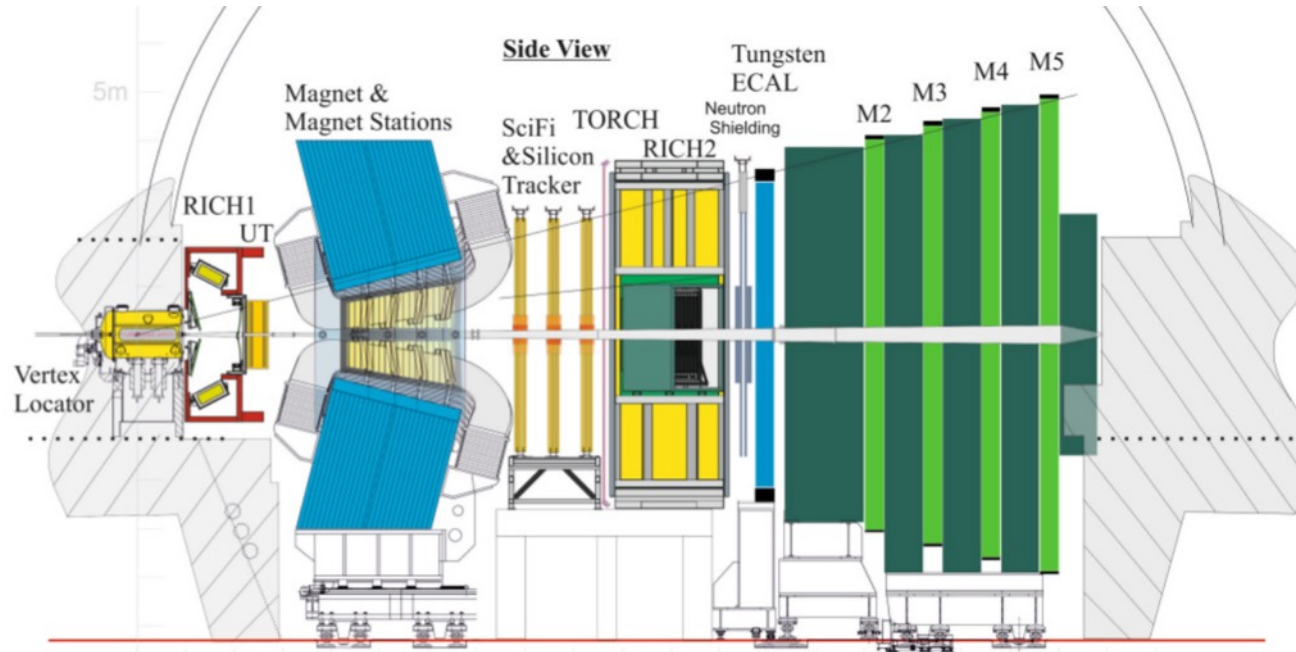 Side View
5m
Magnet &
Magnet Stations
SciFi
&Silicon
Tracker
TORCH
RICH2
Tungsten
ECAL
Neutron
Shielding
M2
M3
M4
M5
RICH1
UT
Vertex
Locator